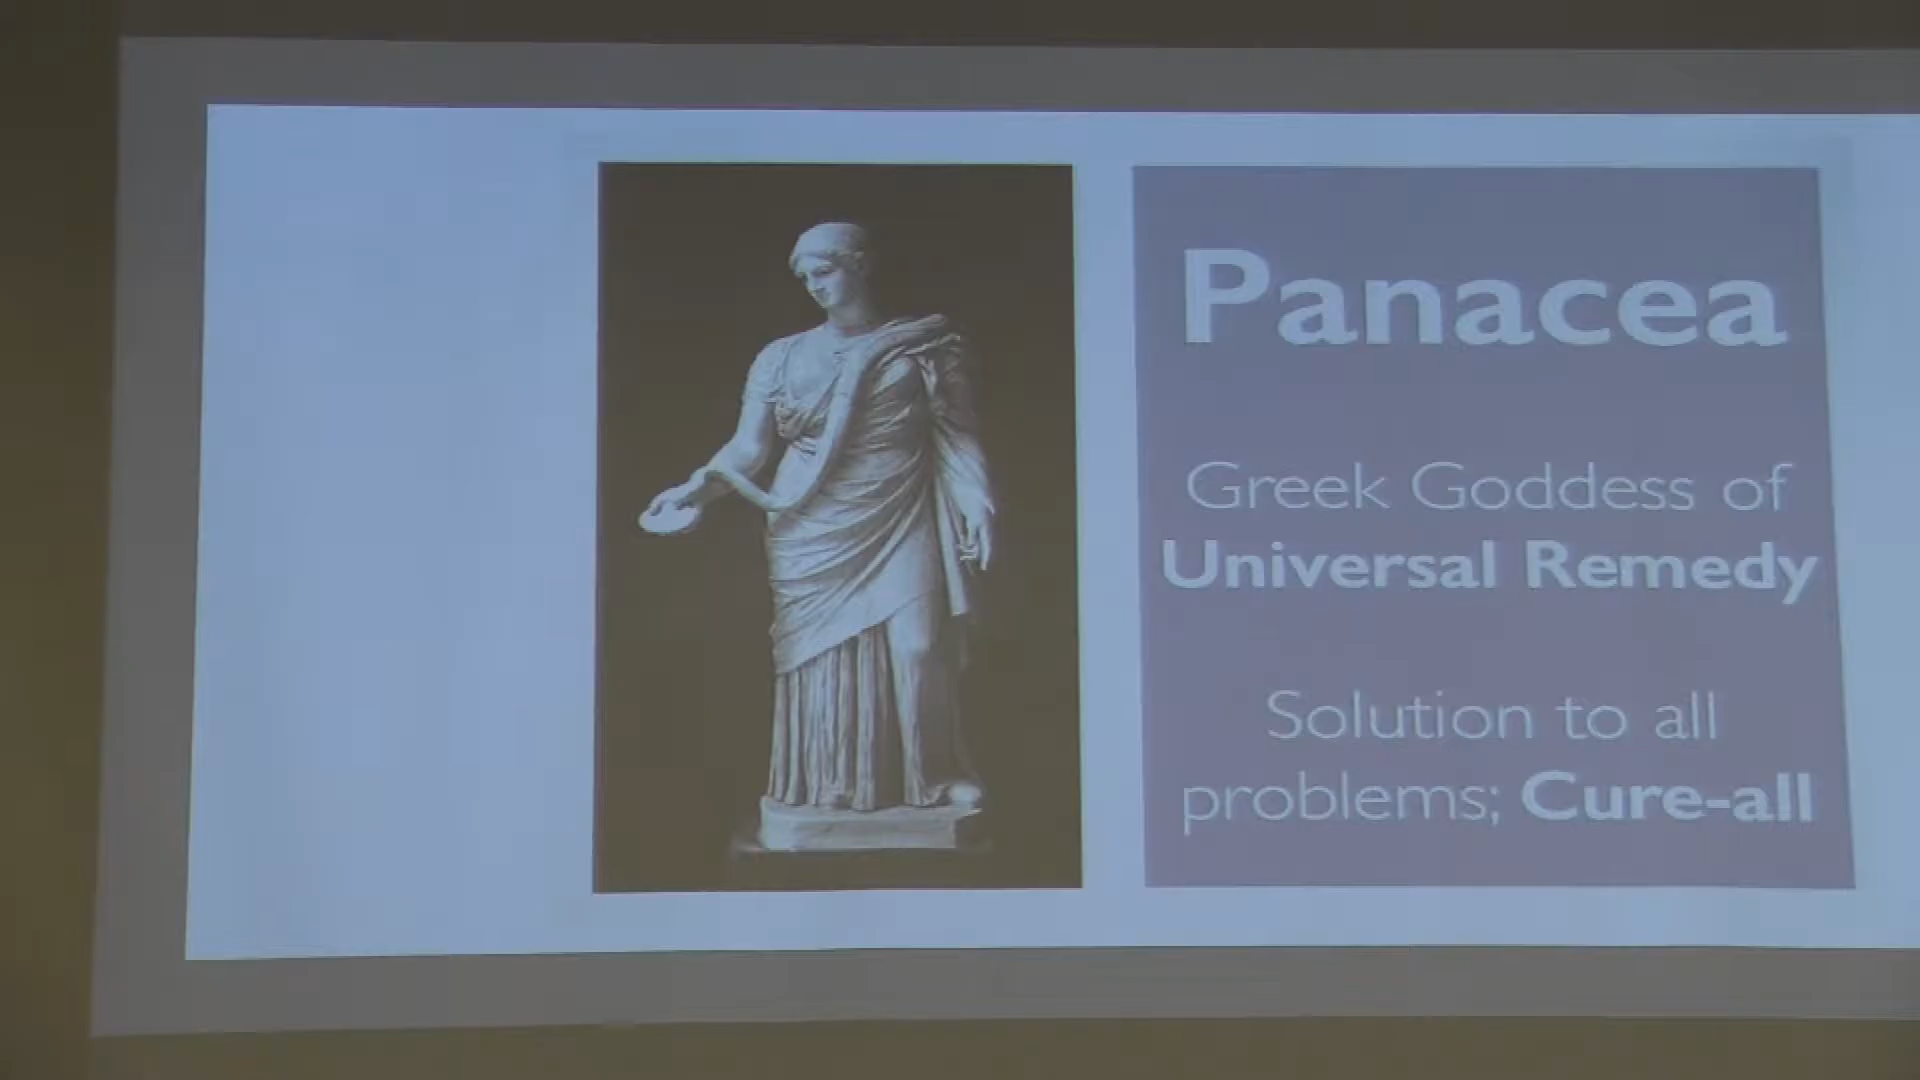 Panacea
Greek Goddess of
Universal Remedy
Solution to all
problems; Cure-all